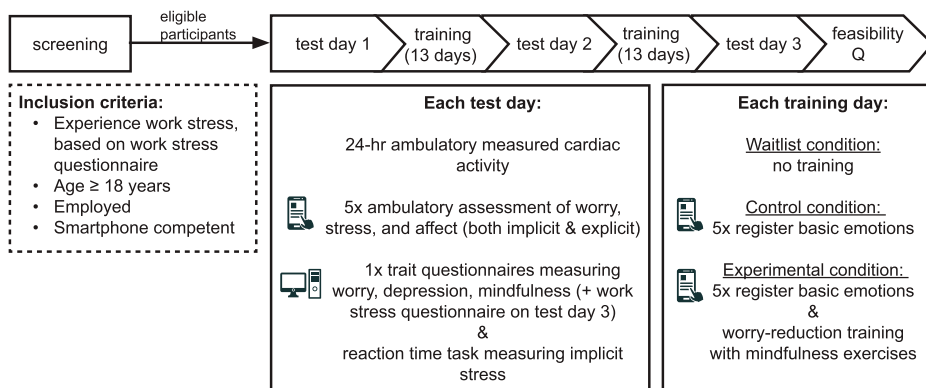 eligible
participants
screening
test day 1
training
(13 days)
test day 2
training
(13 days)
test day 3
feasibility
Q
Inclusion criteria:
• Experience work stress,
based on work stress
questionnaire
• Age ≥ 18 years
• Employed
• Smartphone competent
Each test day:
24-hr ambulatory measured cardiac
activity
5x ambulatory assessment of worry,
stress, and affect (both implicit & explicit)
1x trait questionnaires measuring
worry, depression, mindfulness (+ work
stress questionnaire on test day 3)
&
reaction time task measuring implicit
stress
Each training day:
Waitlist condition:
no training
Control condition:
5x register basic emotions
Experimental condition:
5x register basic emotions
&
worry-reduction training
with mindfulness exercises